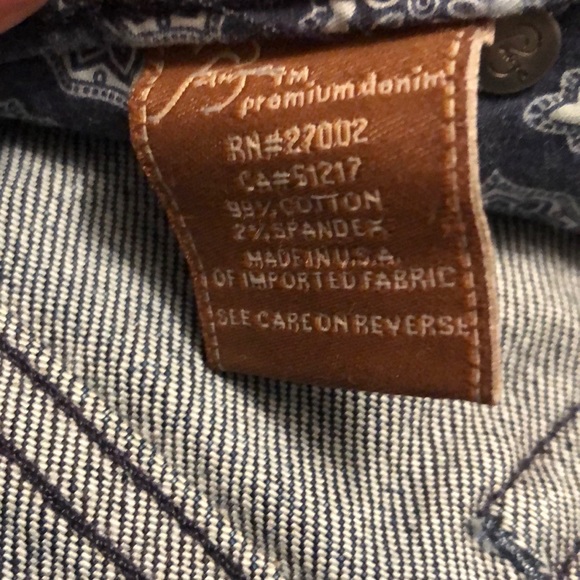 TM
premium.denim
RN#27002
CA#51217
99% COTTON
2% SPANDEX
MADE IN U.S.A
OF IMPORTED FABRIC
SEE CARE ON REVERSE